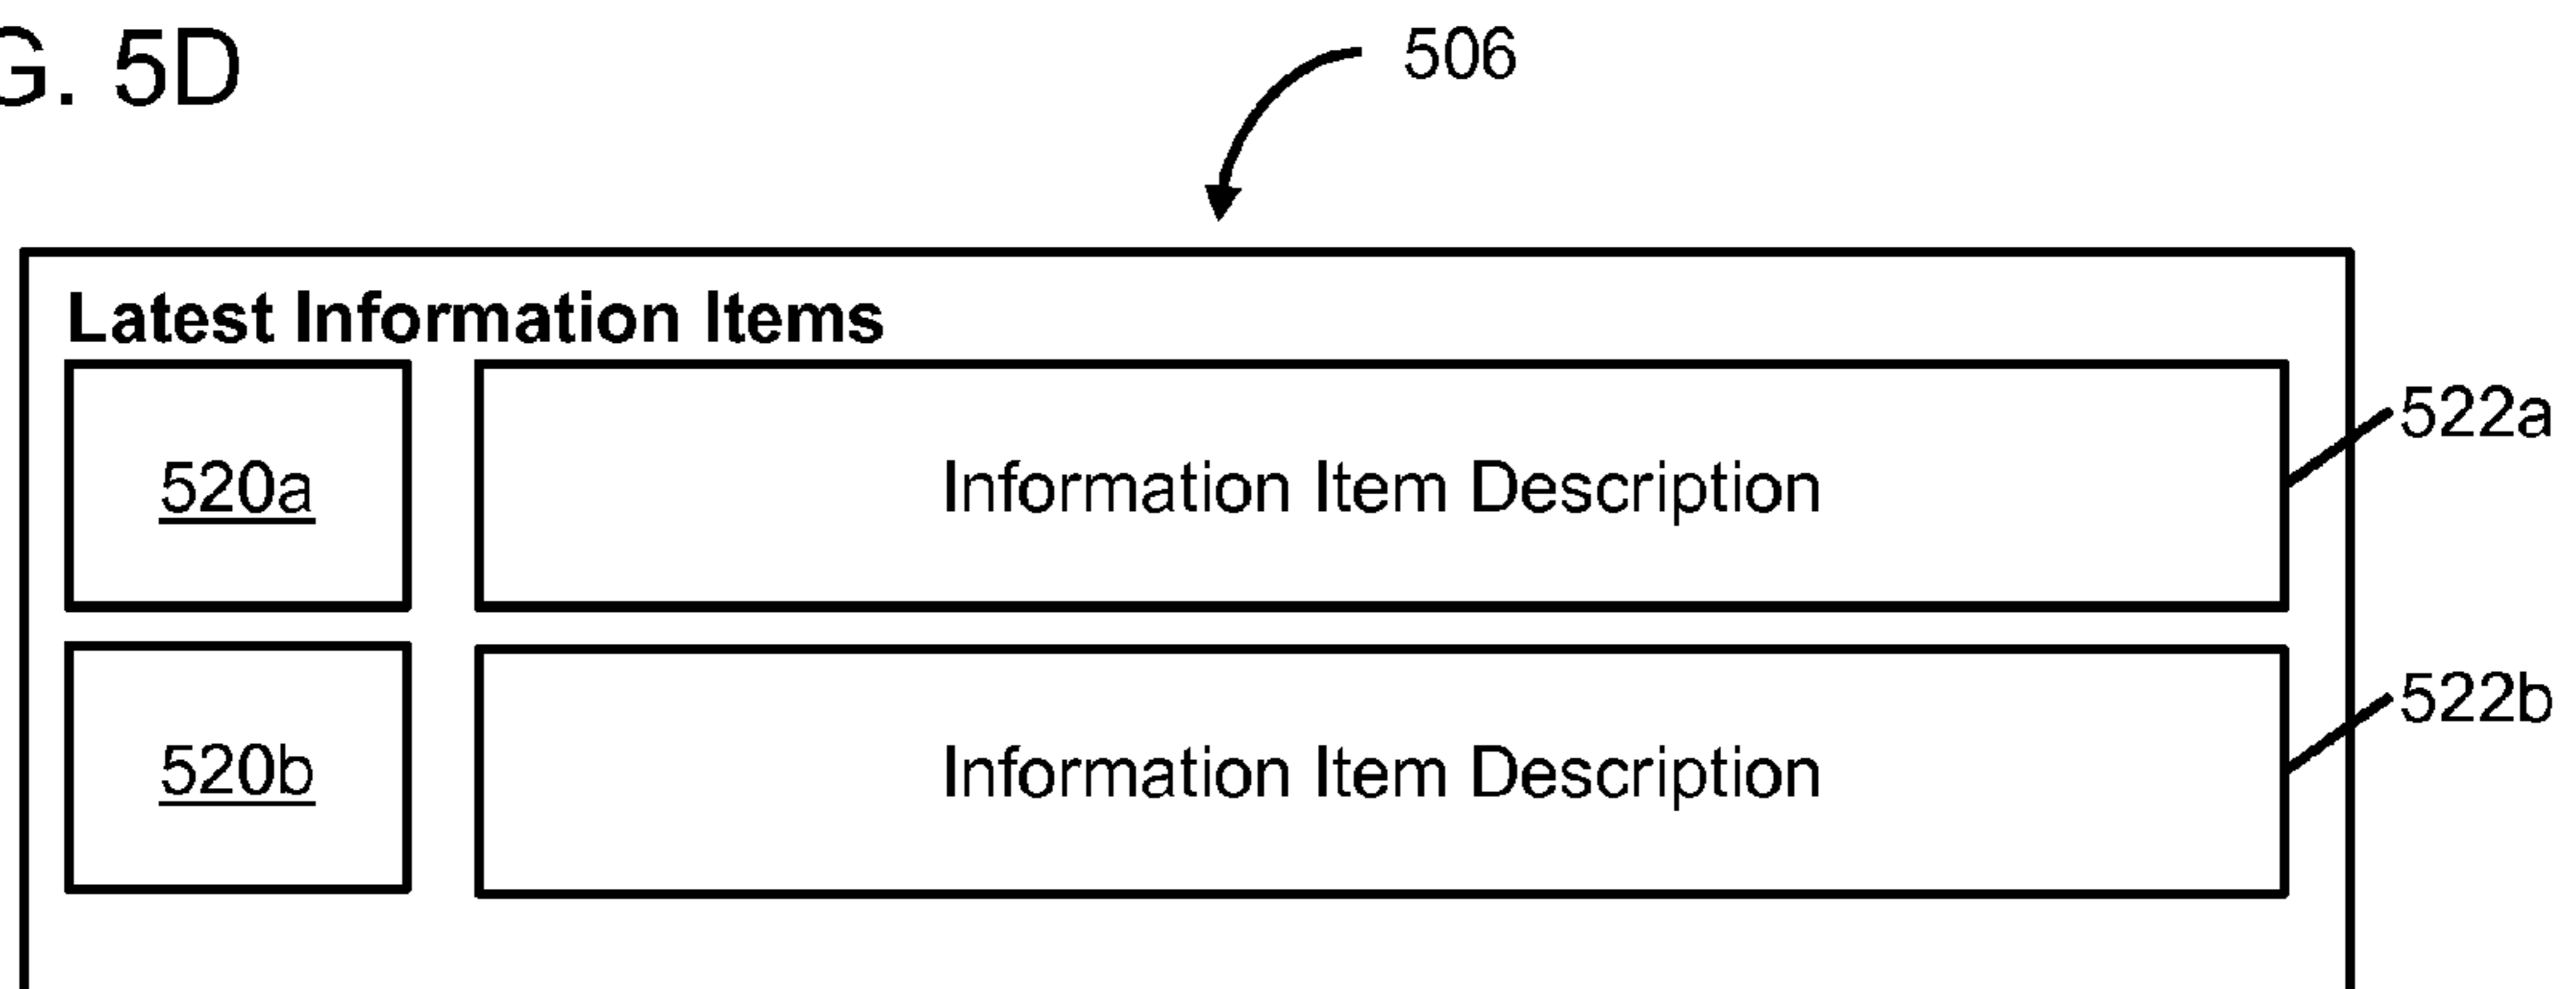 G. 5D
506
Latest Information Items
520a
Information Item Description
522a
520b
Information Item Description
522b